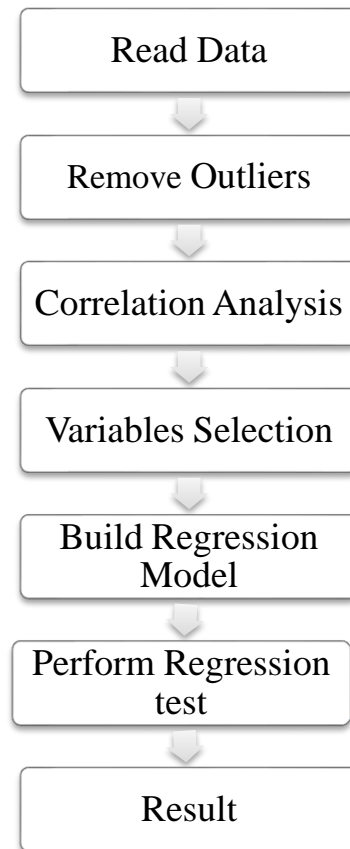 Read Data
Remove Outliers
Correlation Analysis
Variables Selection
Build Regression
Model
Perform Regression
test
Result